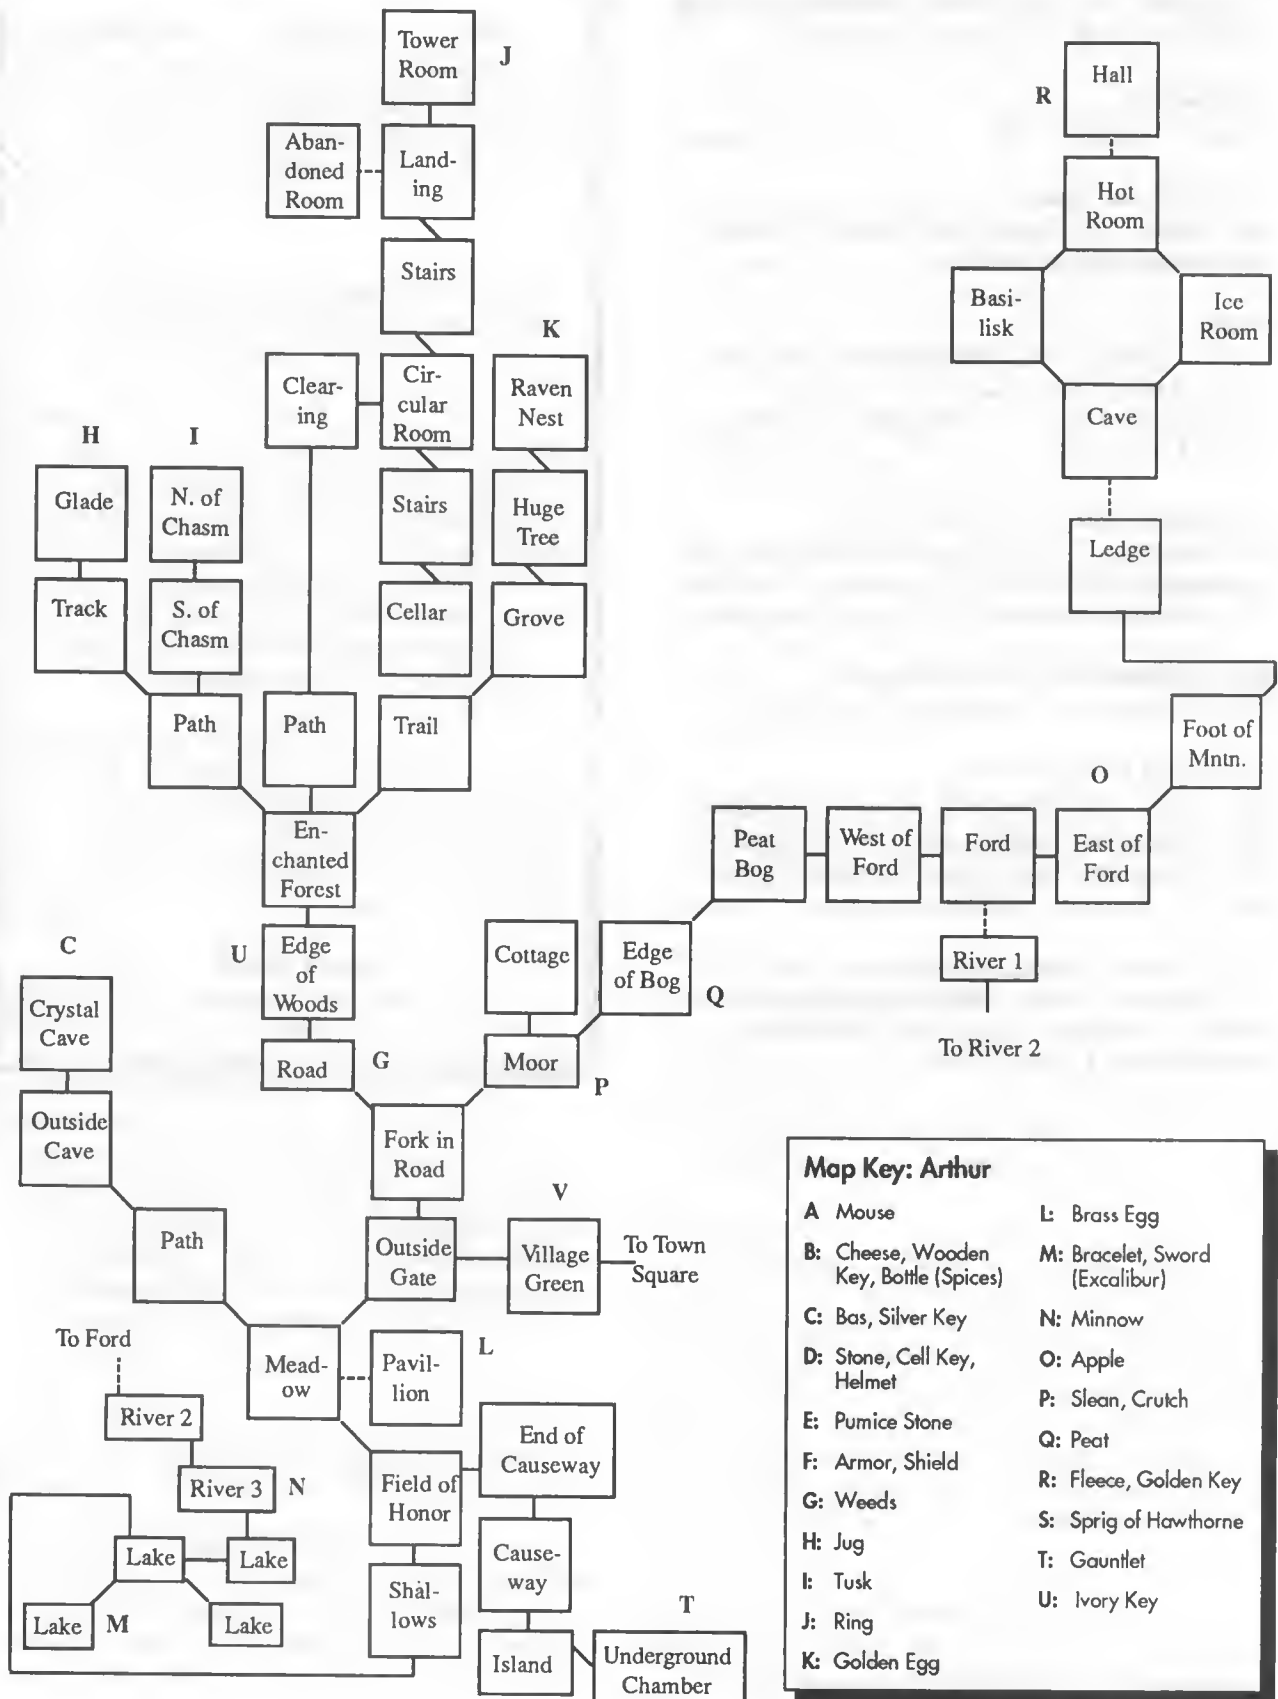 Tower
Room
J
Hall
R
Aban-
doned
Room
Land-
ing
Hot
Room
Stairs
Basi-
lisk
Ice
Room
K
Clear-
ing
Cir-
cular
Room
Raven
Nest
Cave
H
I
Glade
N. of
Chasm
Stairs
Huge
Tree
Ledge
Track
S. of
Chasm
Cellar
Grove
Path
Path
Trail
Foot of
Mntn.
O
En-
chanted
Forest
Peat
Bog
West of
Ford
Ford
East of
Ford
C
U
Edge
of
Woods
Cottage
Edge
of Bog
Q
River 1
Crystal
Cave
To River 2
Road
G
Moor
P
Outside
Cave
Fork in
Road
V
Path
Outside
Gate
Village
Green
To Town
Square
To Ford
Mead-
ow
Pavil-
lion
L
River 2
End of
Causeway
River 3
N
Field of
Honor
Lake
Lake
Cause-
way
Lake
M
Lake
Shal-
lows
T
Island
Underground
Chamber
Map Key: Arthur
A Mouse
B: Cheese, Wooden
Key, Bottle (Spices)
C: Bas, Silver Key
D: Stone, Cell Key,
Helmet
E: Pumice Stone
F: Armor, Shield
G: Weeds
H: Jug
I: Tusk
J: Ring
K: Golden Egg
L: Brass Egg
M: Bracelet, Sword
(Excalibur)
N: Minnow
O: Apple
P: Slean, Crutch
Q: Peat
R: Fleece, Golden Key
S: Sprig of Hawthorne
T: Gauntlet
U: Ivory Key